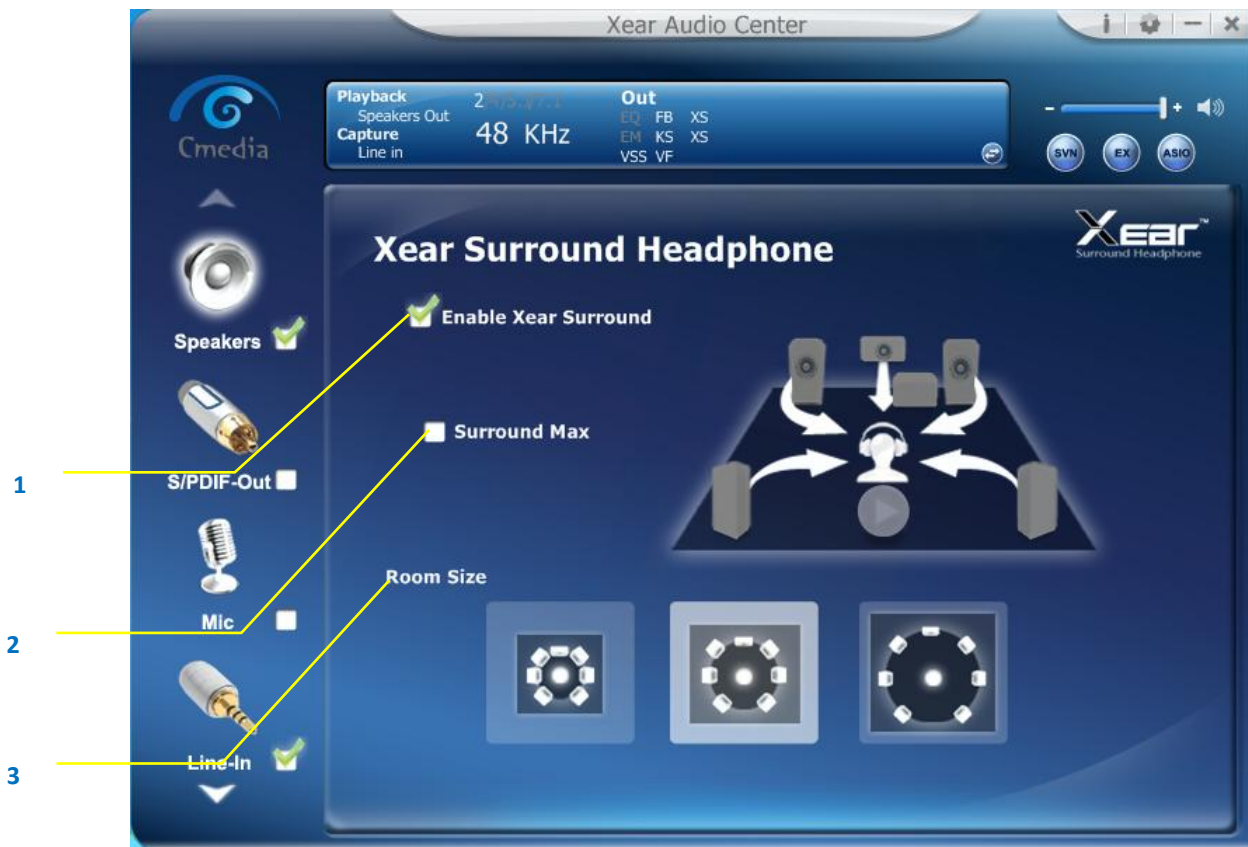 Xear Audio Center
i
Cmedia
Playback
Speakers Out
Capture
Line in
2
48 KHz
Out
EQ FB XS
EM KS XS
VSS VF
- +
SVN EX ASIO
Speakers
S/PDIF-Out
Mic
Line-In
Xear Surround Headphone
Xear™
Surround Headphone
Enable Xear Surround
Surround Max
Room Size
1
2
3